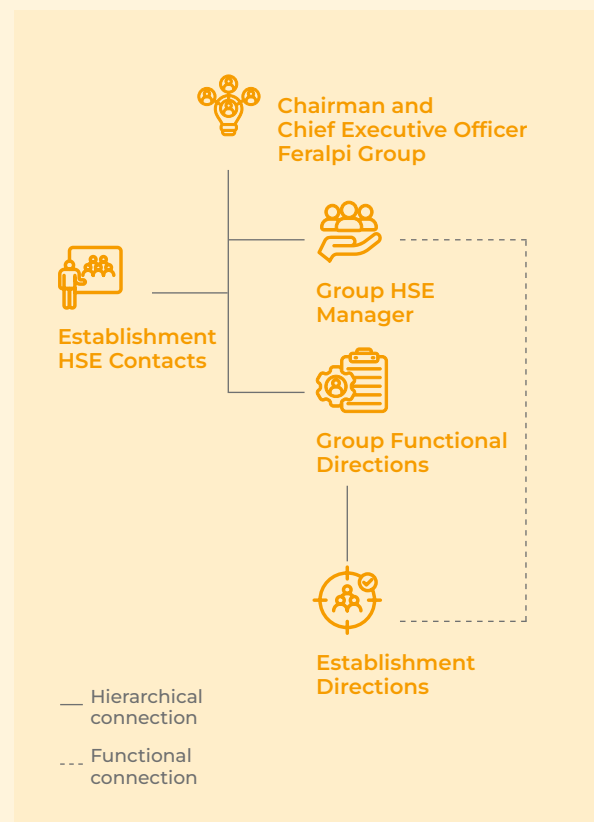 Chairman and
Chief Executive Officer
Feralpi Group
Group HSE
Manager
Establishment
HSE Contacts
Group Functional
Directions
Establishment
Directions
Hierarchical
connection
Functional
connection